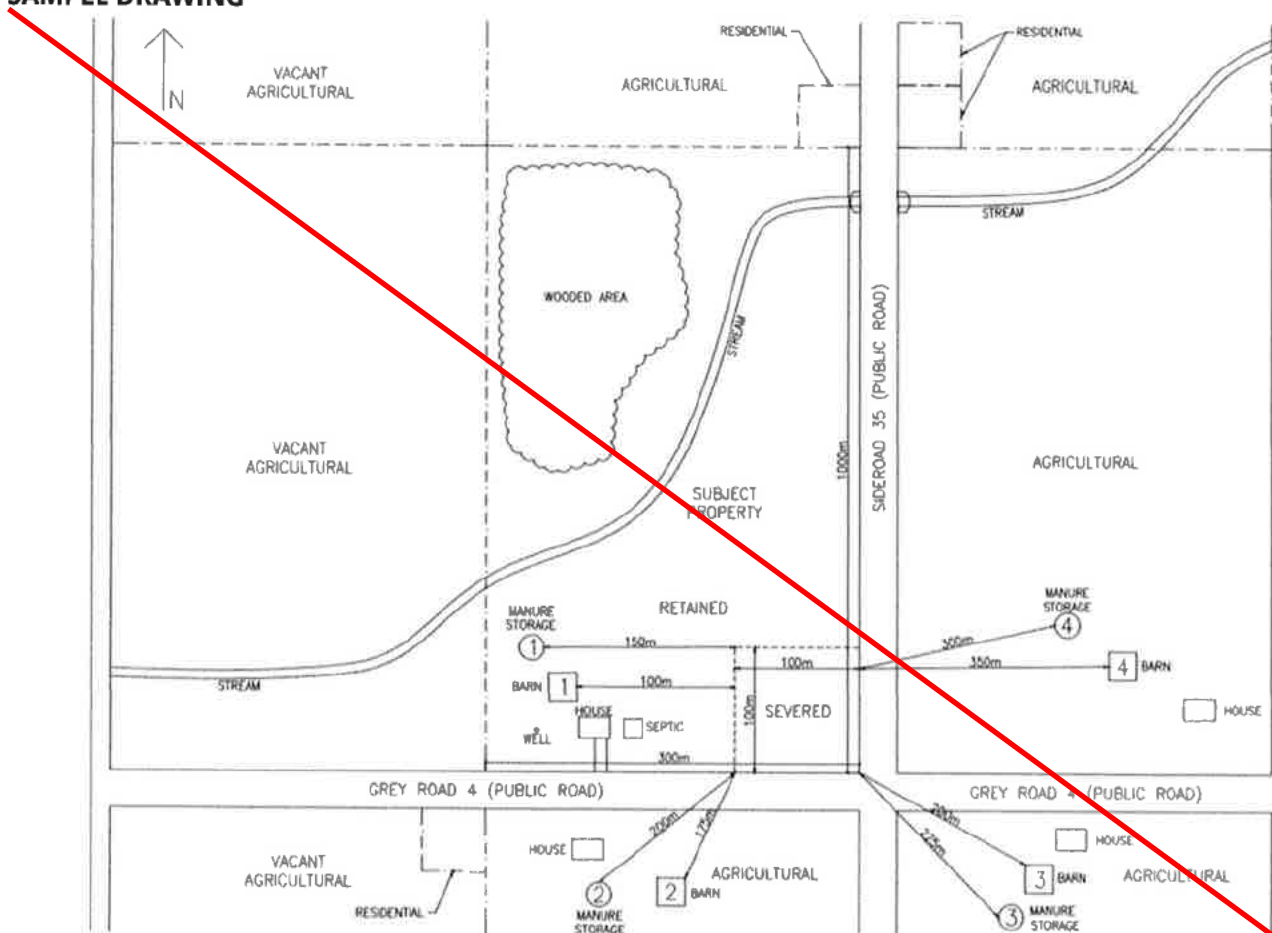 SAMPLE DRAWING
N
VACANT
AGRICULTURAL
AGRICULTURAL
RESIDENTIAL
RESIDENTIAL
AGRICULTURAL
STREAM
WOODED AREA
STREAM
SIDEROAD 35 (PUBLIC ROAD)
1000m
VACANT
AGRICULTURAL
SUBJECT
PROPERTY
AGRICULTURAL
RETAINED
MANURE
STORAGE
1
150m
MANURE
STORAGE
4
300m
100m
350m
4
BARN
STREAM
BARN
1
100m
100m
SEVERED
HOUSE
SEPTIC
WELL
HOUSE
300m
GREY ROAD 4 (PUBLIC ROAD)
GREY ROAD 4 (PUBLIC ROAD)
200m
175m
200m
225m
HOUSE
HOUSE
VACANT
AGRICULTURAL
RESIDENTIAL
2
MANURE
STORAGE
2
BARN
AGRICULTURAL
3
BARN
AGRICULTURAL
3
MANURE
STORAGE